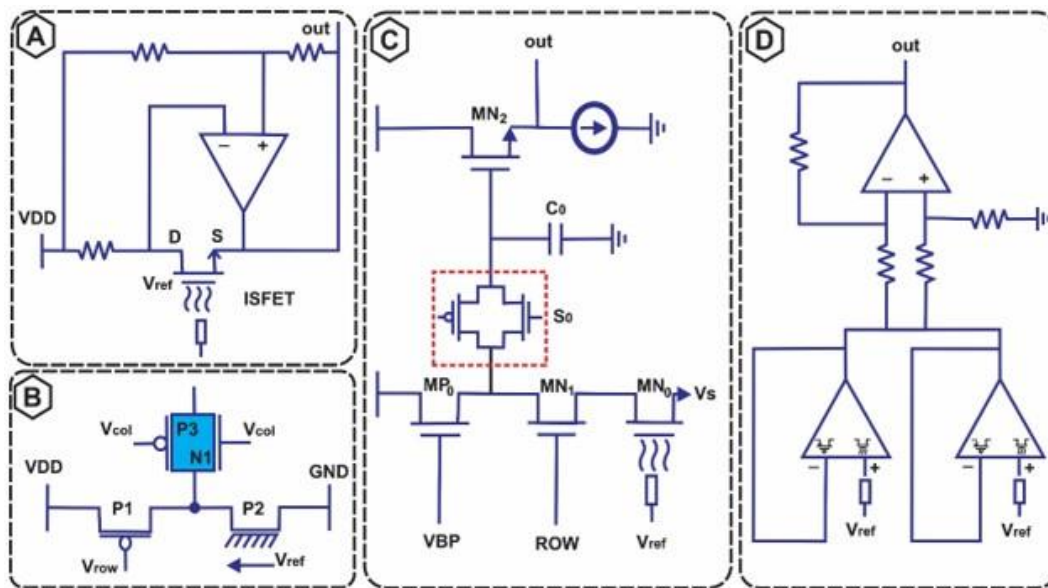 A
out
− +
VDD
D S
Vref
ISFET
B
Vcol P3 Vcol
N1
VDD GND
P1 P2
Vrow Vref
C
out
MN2
C0
S0
MP0 MN1 MN0 Vs
VBP ROW Vref
D
out
− +
− + − +
Vref Vref